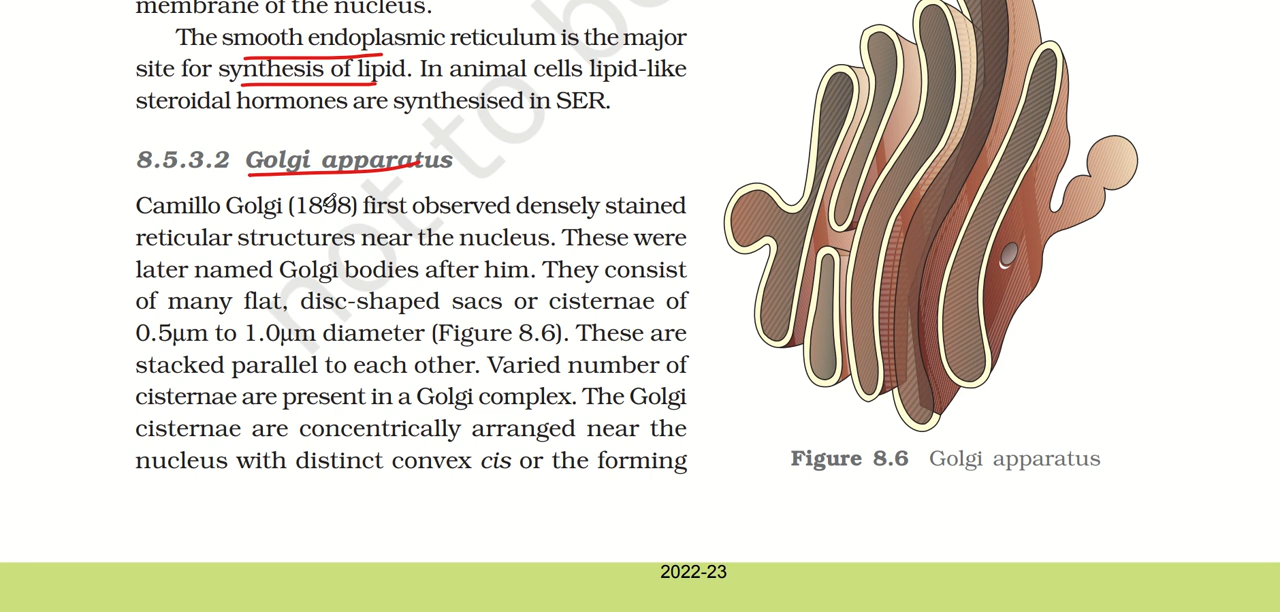 membrane of the nucleus.
The smooth endoplasmic reticulum is the major
site for synthesis of lipid. In animal cells lipid-like
steroidal hormones are synthesised in SER.
8.5.3.2 Golgi apparatus
Camillo Golgi (1898) first observed densely stained
reticular structures near the nucleus. These were
later named Golgi bodies after him. They consist
of many flat, disc-shaped sacs or cisternae of
0.5µm to 1.0µm diameter (Figure 8.6). These are
stacked parallel to each other. Varied number of
cisternae are present in a Golgi complex. The Golgi
cisternae are concentrically arranged near the
nucleus with distinct convex cis or the forming
Figure 8.6 Golgi apparatus
not to be
2022-23